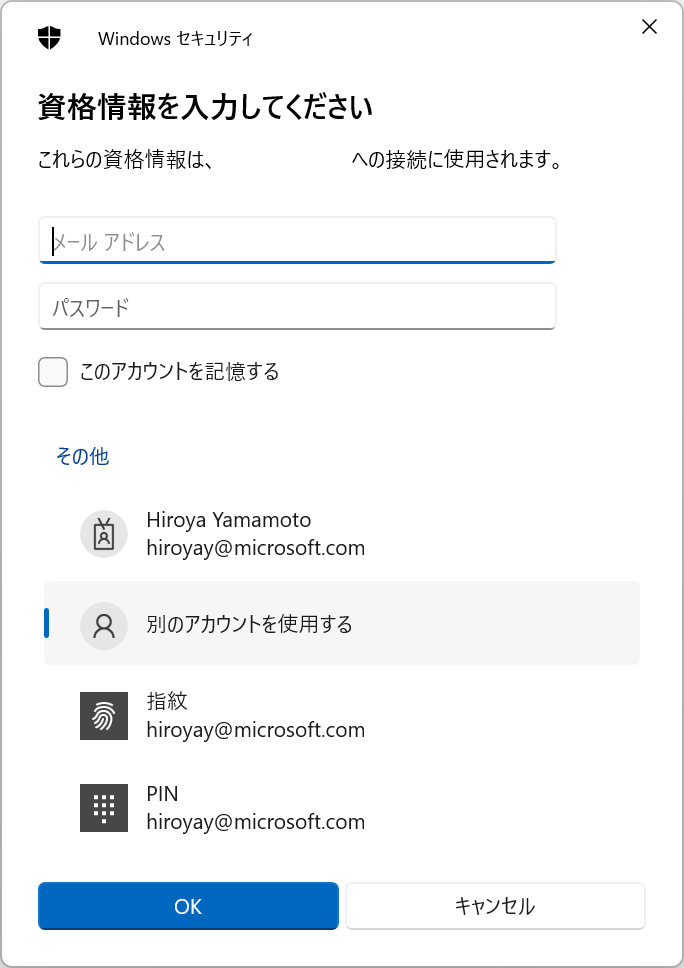 Windows セキュリティ
資格情報を入力してください
これらの資格情報は、 への接続に使用されます。
メール アドレス
パスワード
このアカウントを記憶する
その他
Hiroya Yamamoto
hiroyay@microsoft.com
別のアカウントを使用する
指紋
hiroyay@microsoft.com
PIN
hiroyay@microsoft.com
OK
キャンセル